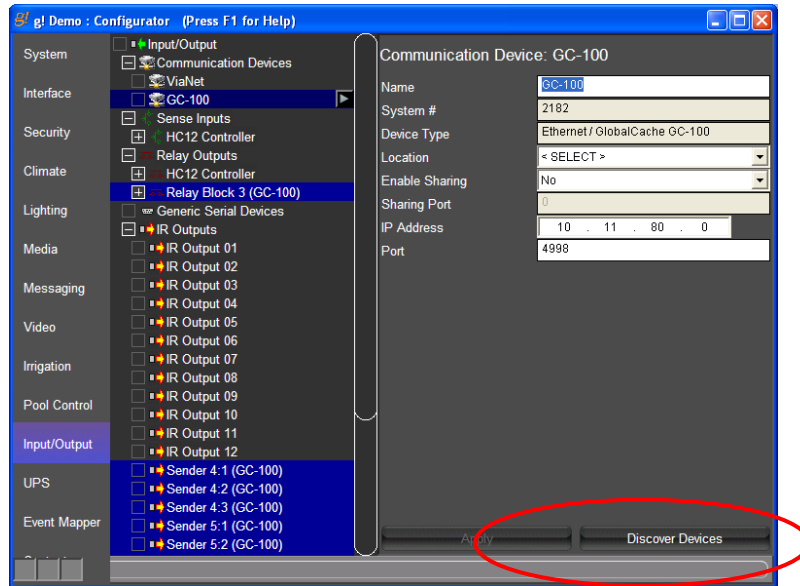 g! Demo : Configurator (Press F1 for Help)
System
Interface
Security
Climate
Lighting
Media
Messaging
Video
Irrigation
Pool Control
Input/Output
UPS
Event Mapper
Input/Output
Communication Devices
ViaNet
GC-100
Sense Inputs
HC12 Controller
Relay Outputs
HC12 Controller
Relay Block 3 (GC-100)
Generic Serial Devices
IR Outputs
IR Output 01
IR Output 02
IR Output 03
IR Output 04
IR Output 05
IR Output 06
IR Output 07
IR Output 08
IR Output 09
IR Output 10
IR Output 11
IR Output 12
Sender 4:1 (GC-100)
Sender 4:2 (GC-100)
Sender 4:3 (GC-100)
Sender 5:1 (GC-100)
Sender 5:2 (GC-100)
Communication Device: GC-100
Name GC-100
System # 2182
Device Type Ethernet / GlobalCache GC-100
Location < SELECT >
Enable Sharing No
Sharing Port 0
IP Address 10 . 11 . 80 . 0
Port 4998
Apply Discover Devices